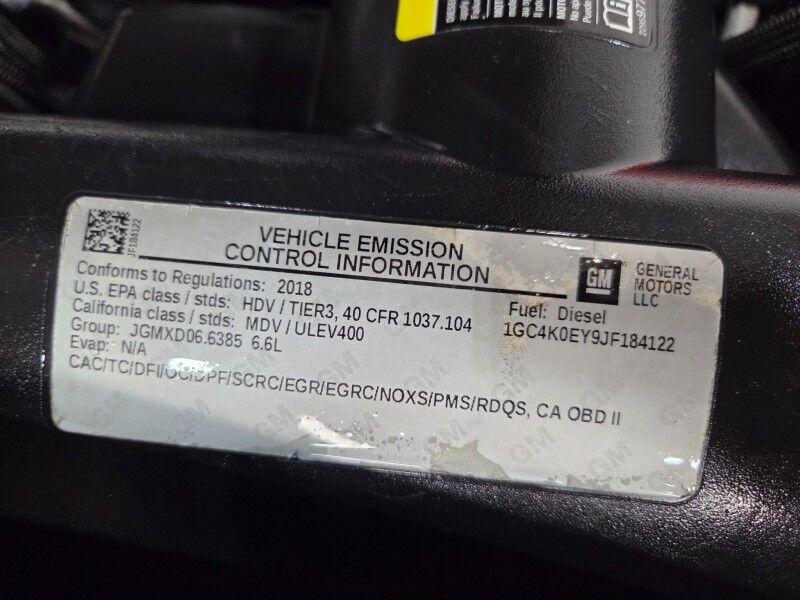 JF184122
VEHICLE EMISSION
CONTROL INFORMATION
GM
GENERAL
MOTORS
LLC
Conforms to Regulations: 2018
U.S. EPA class / stds: HDV / TIER3, 40 CFR 1037.104
California class / stds: MDV / ULEV400
Group: JGMXD06.6385 6.6L
Evap: N/A
Fuel: Diesel
1GC4K0EY9JF184122
CAC/TC/DFI/OC/DPF/SCRC/EGR/EGRC/NOXS/PMS/RDQS, CA OBD II